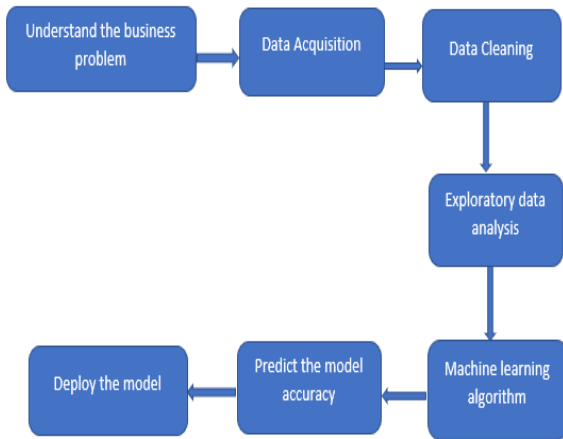 Understand the business
problem
Data Acquisition
Data Cleaning
Exploratory data
analysis
Machine learning
algorithm
Predict the model
accuracy
Deploy the model